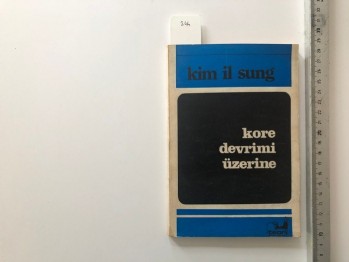 kim il sung
kore
devrimi
üzerine